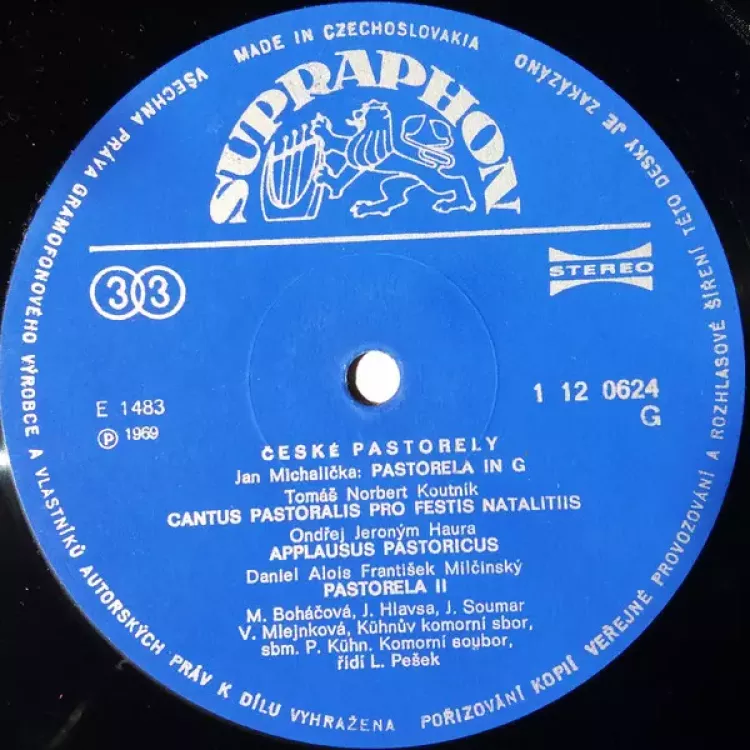 MADE IN CZECHOSLOVAKIA
SUPRAPHON
33
STEREO
E 1483
℗ 1969
1 12 0624
G
ČESKÉ PASTORELY
Jan Michalička: PASTORELA IN G
Tomáš Norbert Koutník
CANTUS PASTORALIS PRO FESTIS NATALITIIS
Ondřej Jeroným Haura
APPLAUSUS PASTORICUS
Daniel Alois František Milčinský
PASTORELA II
M. Boháčová, J. Hlavsa, J. Soumar
V. Mlejnková, Kühnův komorní sbor,
sbm. P. Kühn. Komorní soubor,
řídí L. Pešek
VŠECHNA PRÁVA GRAMOFONOVÉHO VÝROBCE A VLASTNÍKŮ AUTORSKÝCH PRÁV K DÍLU VYHRAŽENA
POŘIZOVÁNÍ KOPIÍ VEŘEJNÉ PROVOZOVÁNÍ A ROZHLASOVÉ ŠÍŘENÍ TÉTO DESKY JE ZAKÁZÁNO